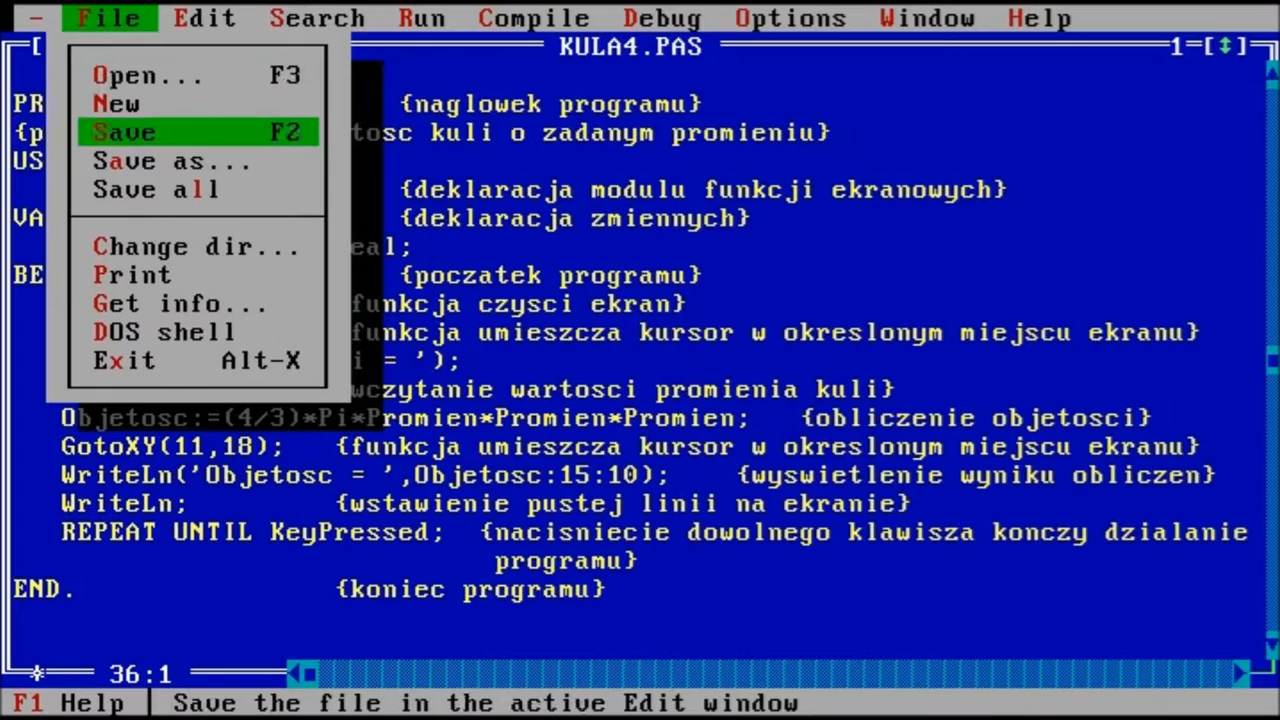 - File Edit Search Run Compile Debug Options Window Help
[ KULA4.PAS 1=[↕]
Open... F3
New
Save F2
Save as...
Save all
Change dir...
Print
Get info...
DOS shell
Exit Alt-X
PR {naglowek programu}
{p tosc kuli o zadanym promieniu}
US
{deklaracja modulu funkcji ekranowych}
VA {deklaracja zmiennych}
eal;
BE {poczatek programu}
funkcja czysci ekran}
funkcja umieszcza kursor w okreslonym miejscu ekranu}
i = ');
wczytanie wartosci promienia kuli}
Objetosc:=(4/3)*Pi*Promien*Promien*Promien; {obliczenie objetosci}
GotoXY(11,18); {funkcja umieszcza kursor w okreslonym miejscu ekranu}
WriteLn('Objetosc = ',Objetosc:15:10); {wyswietlenie wyniku obliczen}
WriteLn; {wstawienie pustej linii na ekranie}
REPEAT UNTIL KeyPressed; {nacisniecie dowolnego klawisza konczy dzialanie
programu}
END. {koniec programu}
36:1
F1 Help | Save the file in the active Edit window